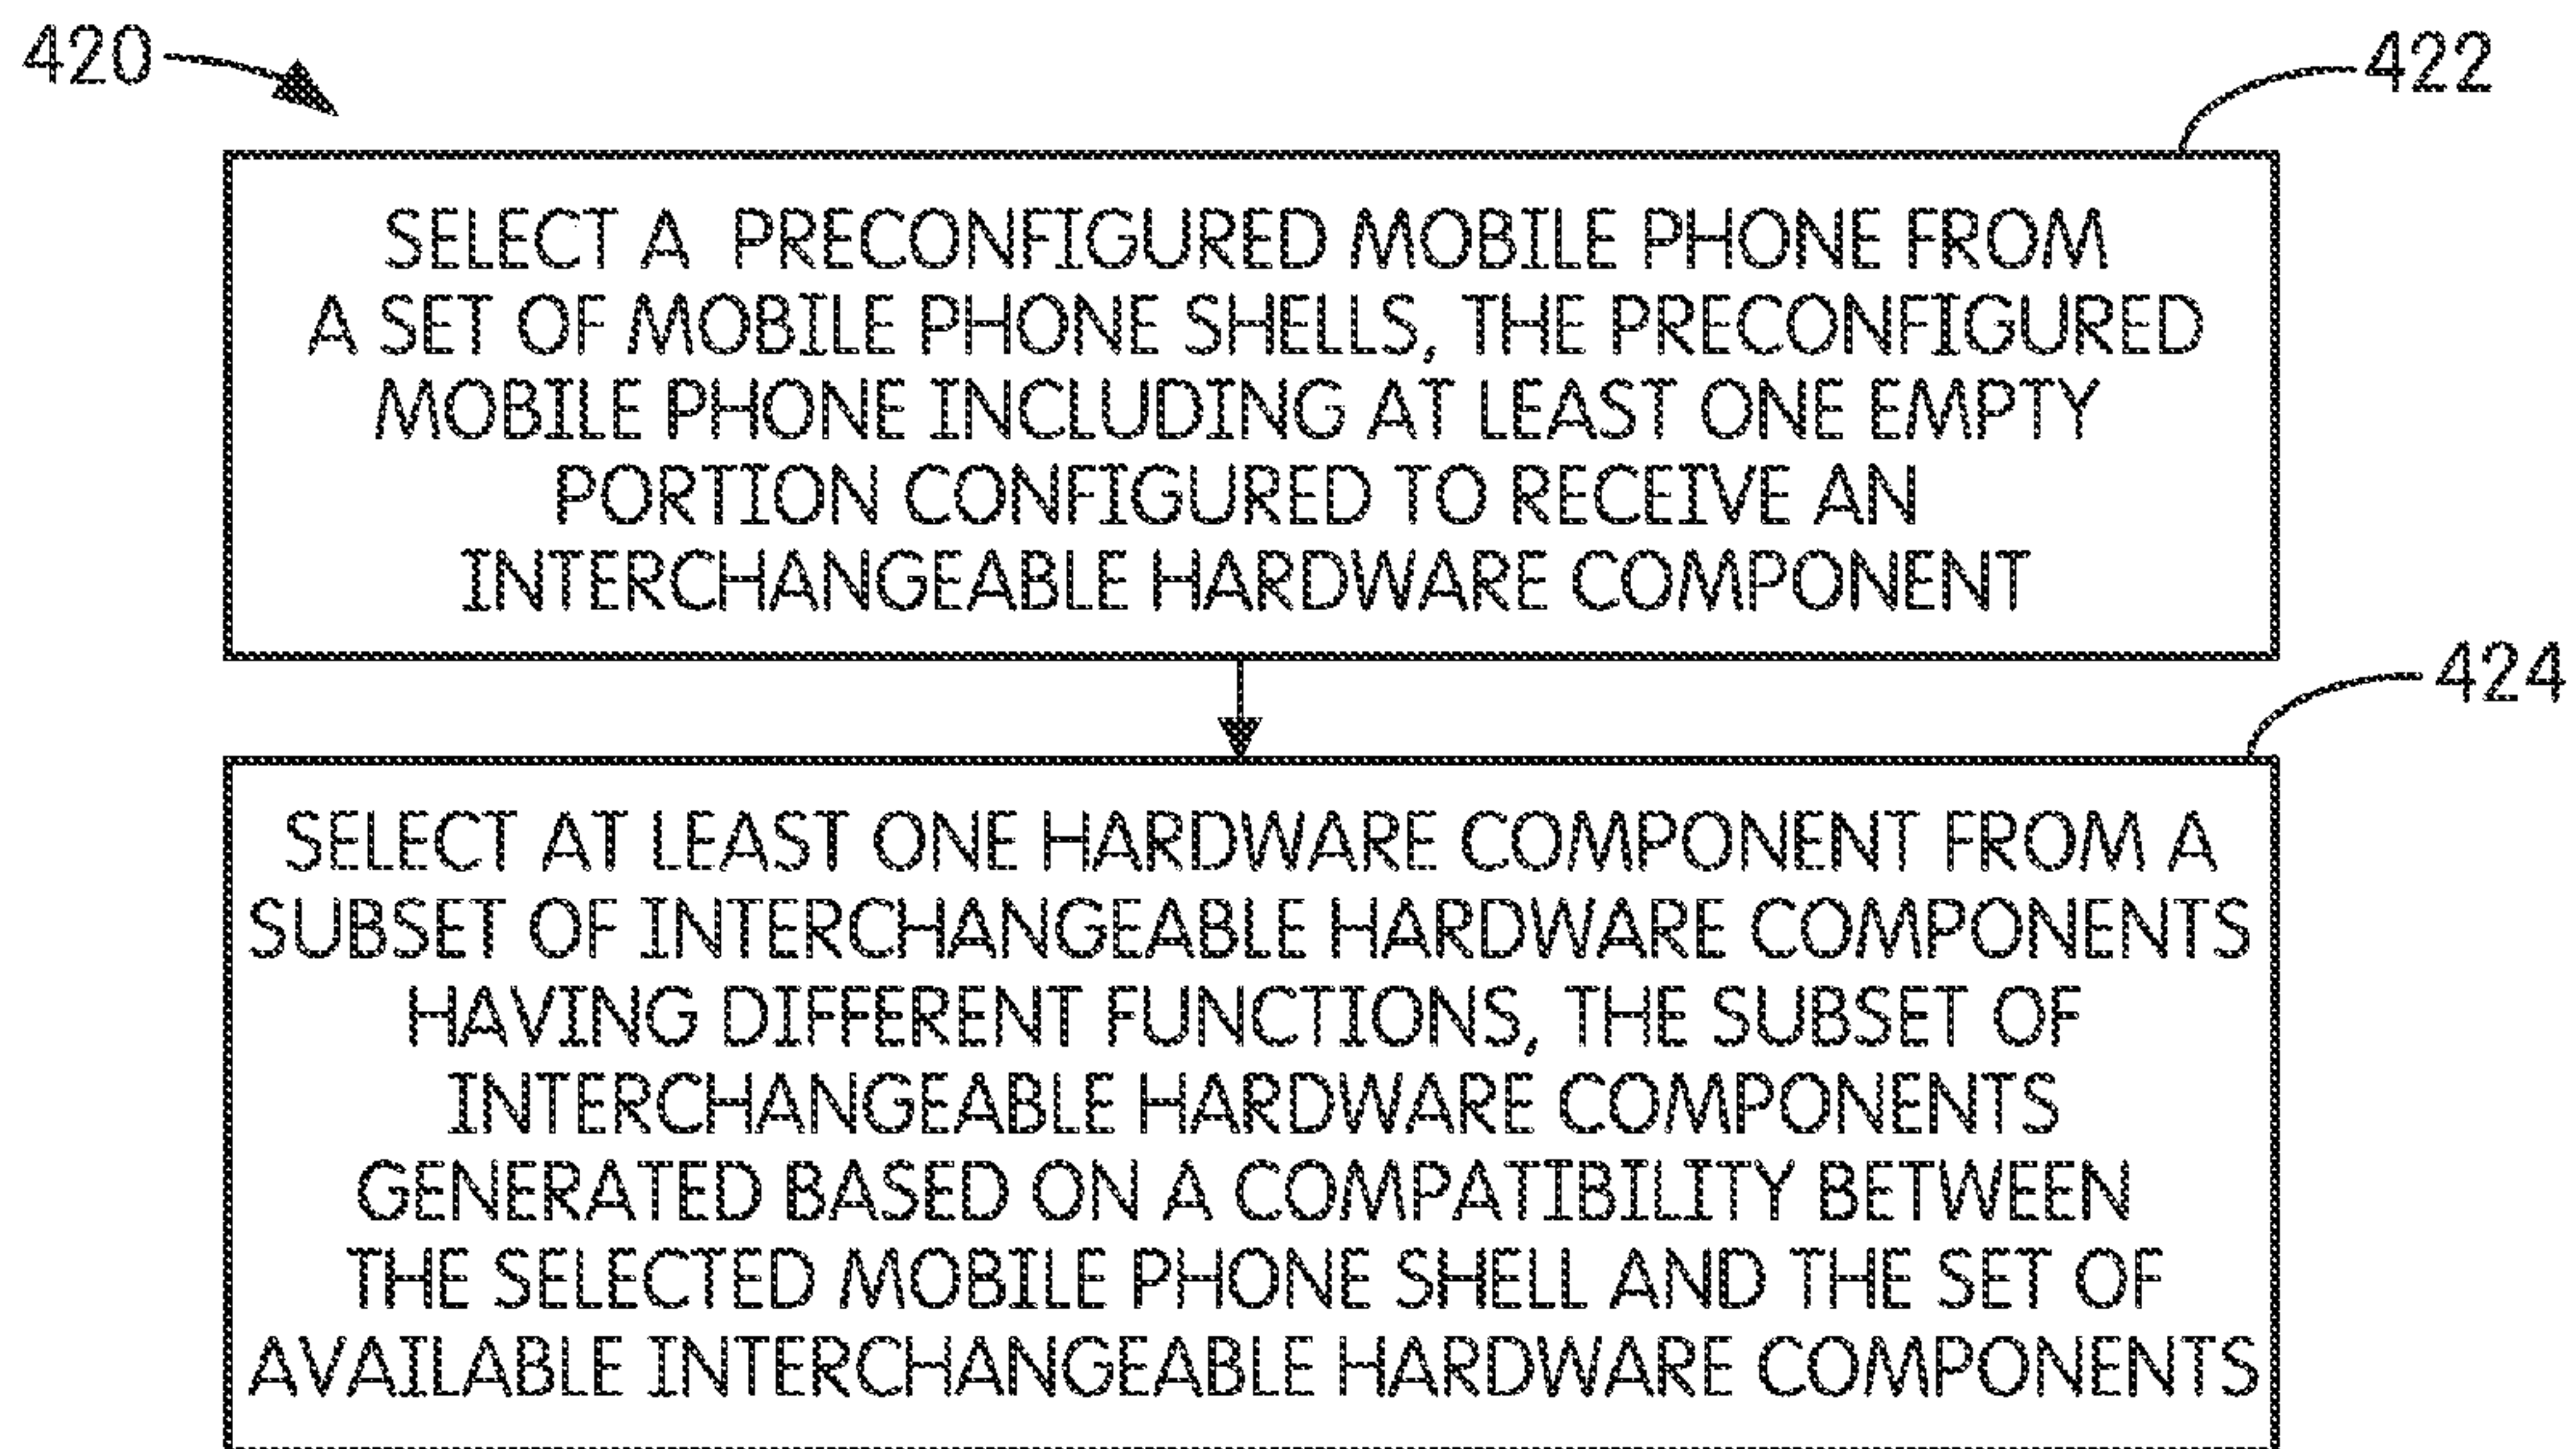 420
422
SELECT A PRECONFIGURED MOBILE PHONE FROM
A SET OF MOBILE PHONE SHELLS, THE PRECONFIGURED
MOBILE PHONE INCLUDING AT LEAST ONE EMPTY
PORTION CONFIGURED TO RECEIVE AN
INTERCHANGEABLE HARDWARE COMPONENT
424
SELECT AT LEAST ONE HARDWARE COMPONENT FROM A
SUBSET OF INTERCHANGEABLE HARDWARE COMPONENTS
HAVING DIFFERENT FUNCTIONS, THE SUBSET OF
INTERCHANGEABLE HARDWARE COMPONENTS
GENERATED BASED ON A COMPATIBILITY BETWEEN
THE SELECTED MOBILE PHONE SHELL AND THE SET OF
AVAILABLE INTERCHANGEABLE HARDWARE COMPONENTS